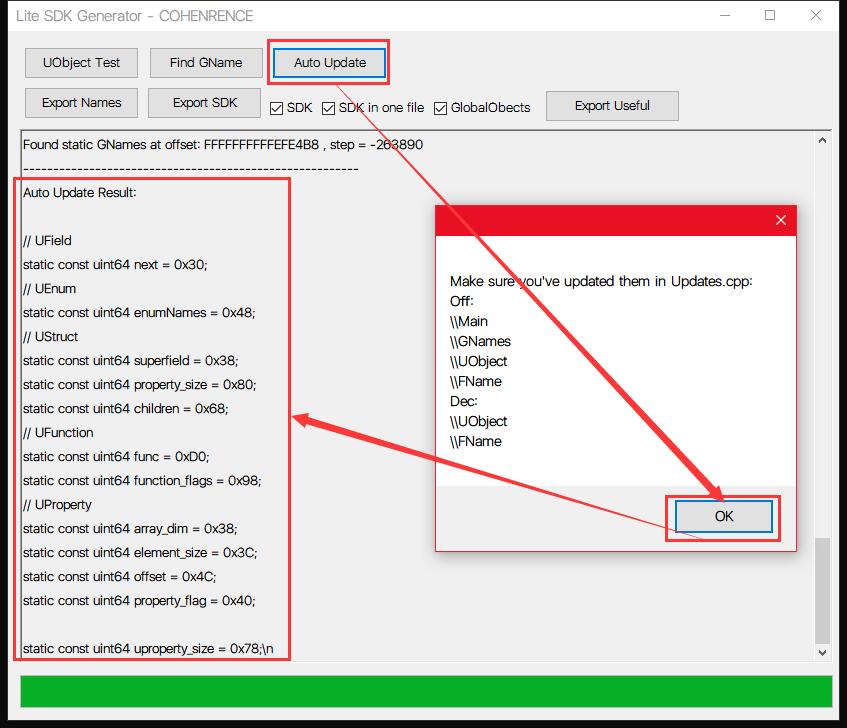 Lite SDK Generator - COHENRENCE
UObject Test
Find GName
Auto Update
Export Names
Export SDK
SDK
SDK in one file
GlobalObects
Export Useful
Found static GNames at offset: FFFFFFFFFFEFE4B8 , step = -263890
--------------------------------------------------------
Auto Update Result:
// UField
static const uint64 next = 0x30;
// UEnum
static const uint64 enumNames = 0x48;
// UStruct
static const uint64 superfield = 0x38;
static const uint64 property_size = 0x80;
static const uint64 children = 0x68;
// UFunction
static const uint64 func = 0xD0;
static const uint64 function_flags = 0x98;
// UProperty
static const uint64 array_dim = 0x38;
static const uint64 element_size = 0x3C;
static const uint64 offset = 0x4C;
static const uint64 property_flag = 0x40;
static const uint64 uproperty_size = 0x78;\n
Make sure you've updated them in Updates.cpp:
Off:
\\Main
\\GNames
\\UObject
\\FName
Dec:
\\UObject
\\FName
OK